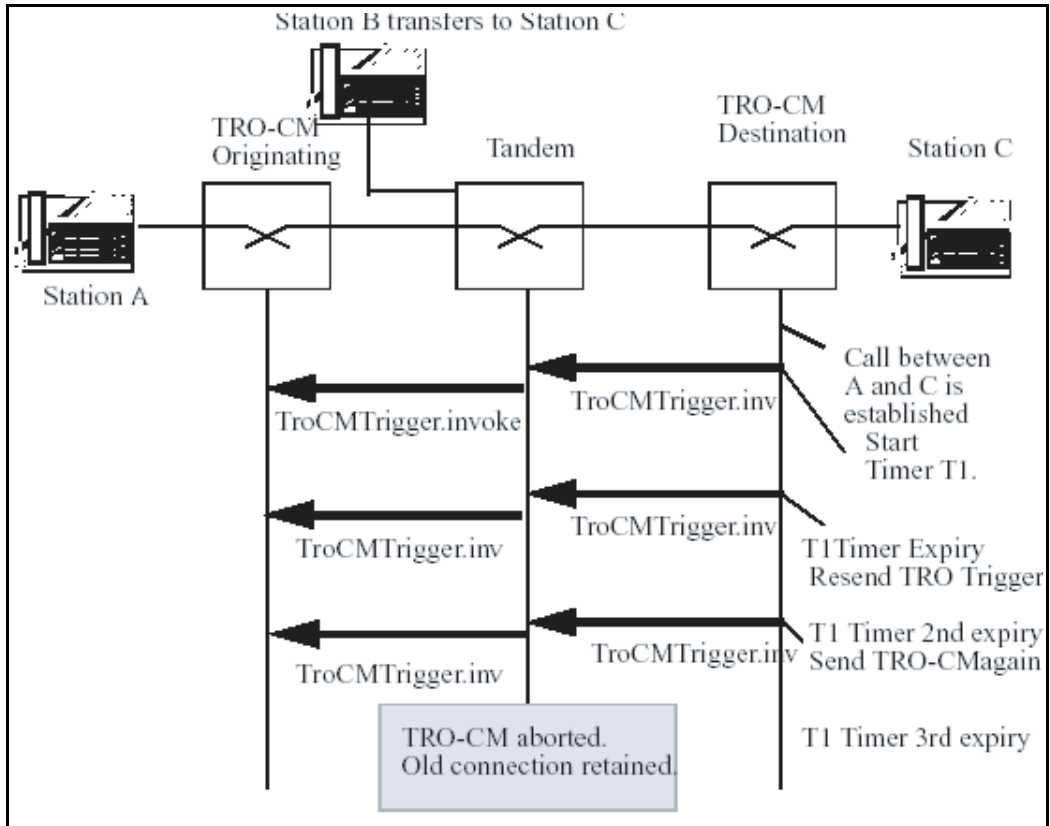 Station B transfers to Station C
TRO-CM
Originating
Tandem
TRO-CM
Destination
Station C
Station A
Call between
A and C is
established
Start
Timer T1.
TroCMTrigger.invoke
TroCMTrigger.inv
TroCMTrigger.inv
TroCMTrigger.inv
T1Timer Expiry
Resend TRO Trigger
TroCMTrigger.inv
TroCMTrigger.inv
T1 Timer 2nd expiry
Send TRO-CMagain
TRO-CM aborted.
Old connection retained.
T1 Timer 3rd expiry